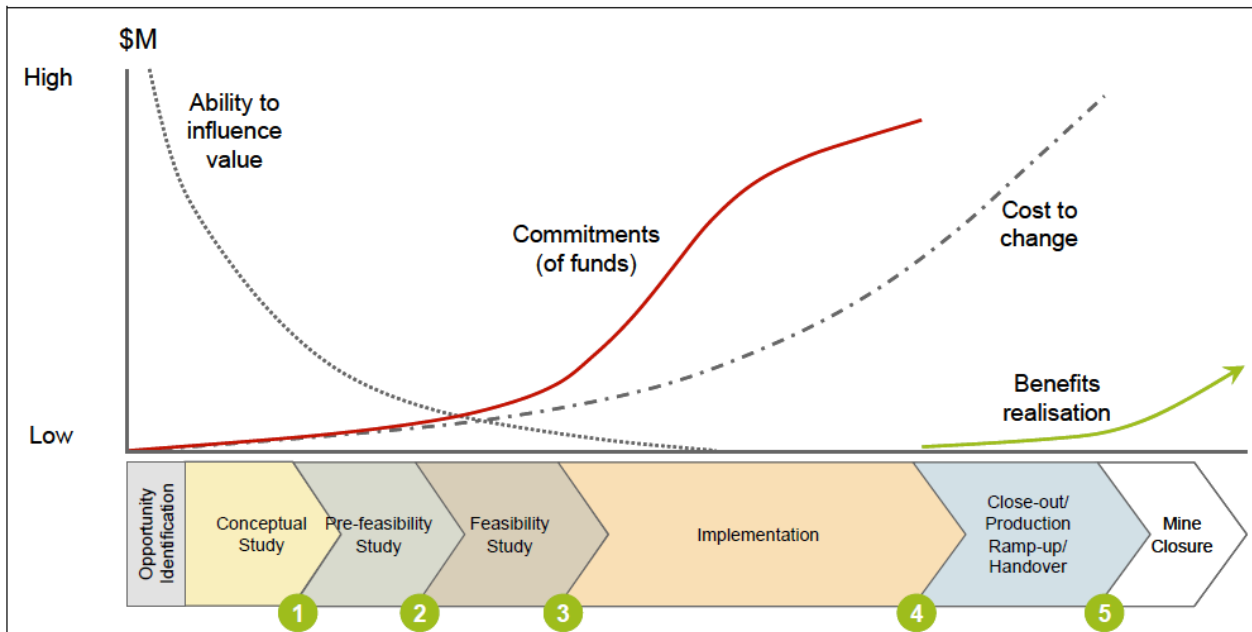 $M
High
Ability to
influence
value
Commitments
(of funds)
Cost to
change
Benefits
realisation
Low
Opportunity
Identification
Conceptual
Study
Pre-feasibility
Study
Feasibility
Study
Implementation
Close-out/
Production
Ramp-up/
Handover
Mine
Closure
1
2
3
4
5